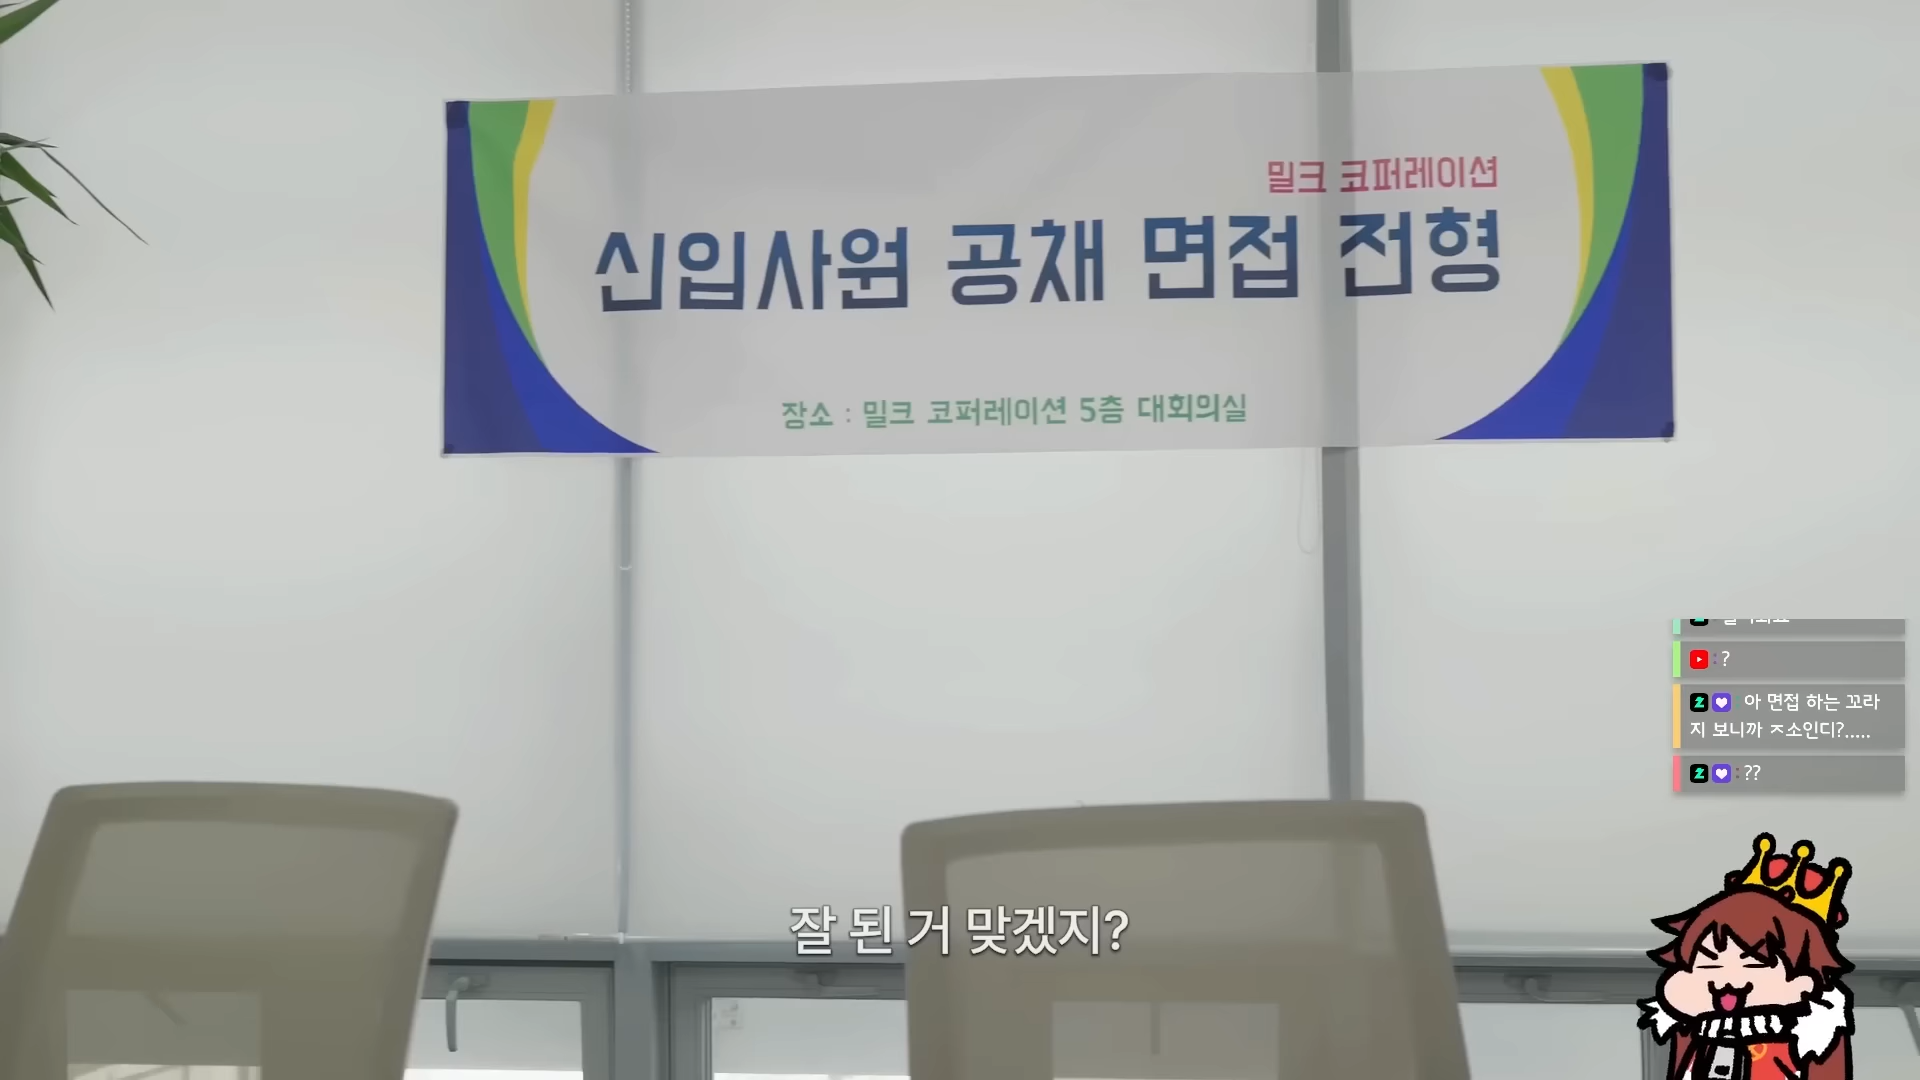 밀크 코퍼레이션
신입사원 공채 면접 전형
장소 : 밀크 코퍼레이션 5층 대회의실
: ?
아 면접 하는 꼬라
지 보니까 ㅈ소인디?.....
: ??
잘 된 거 맞겠지?